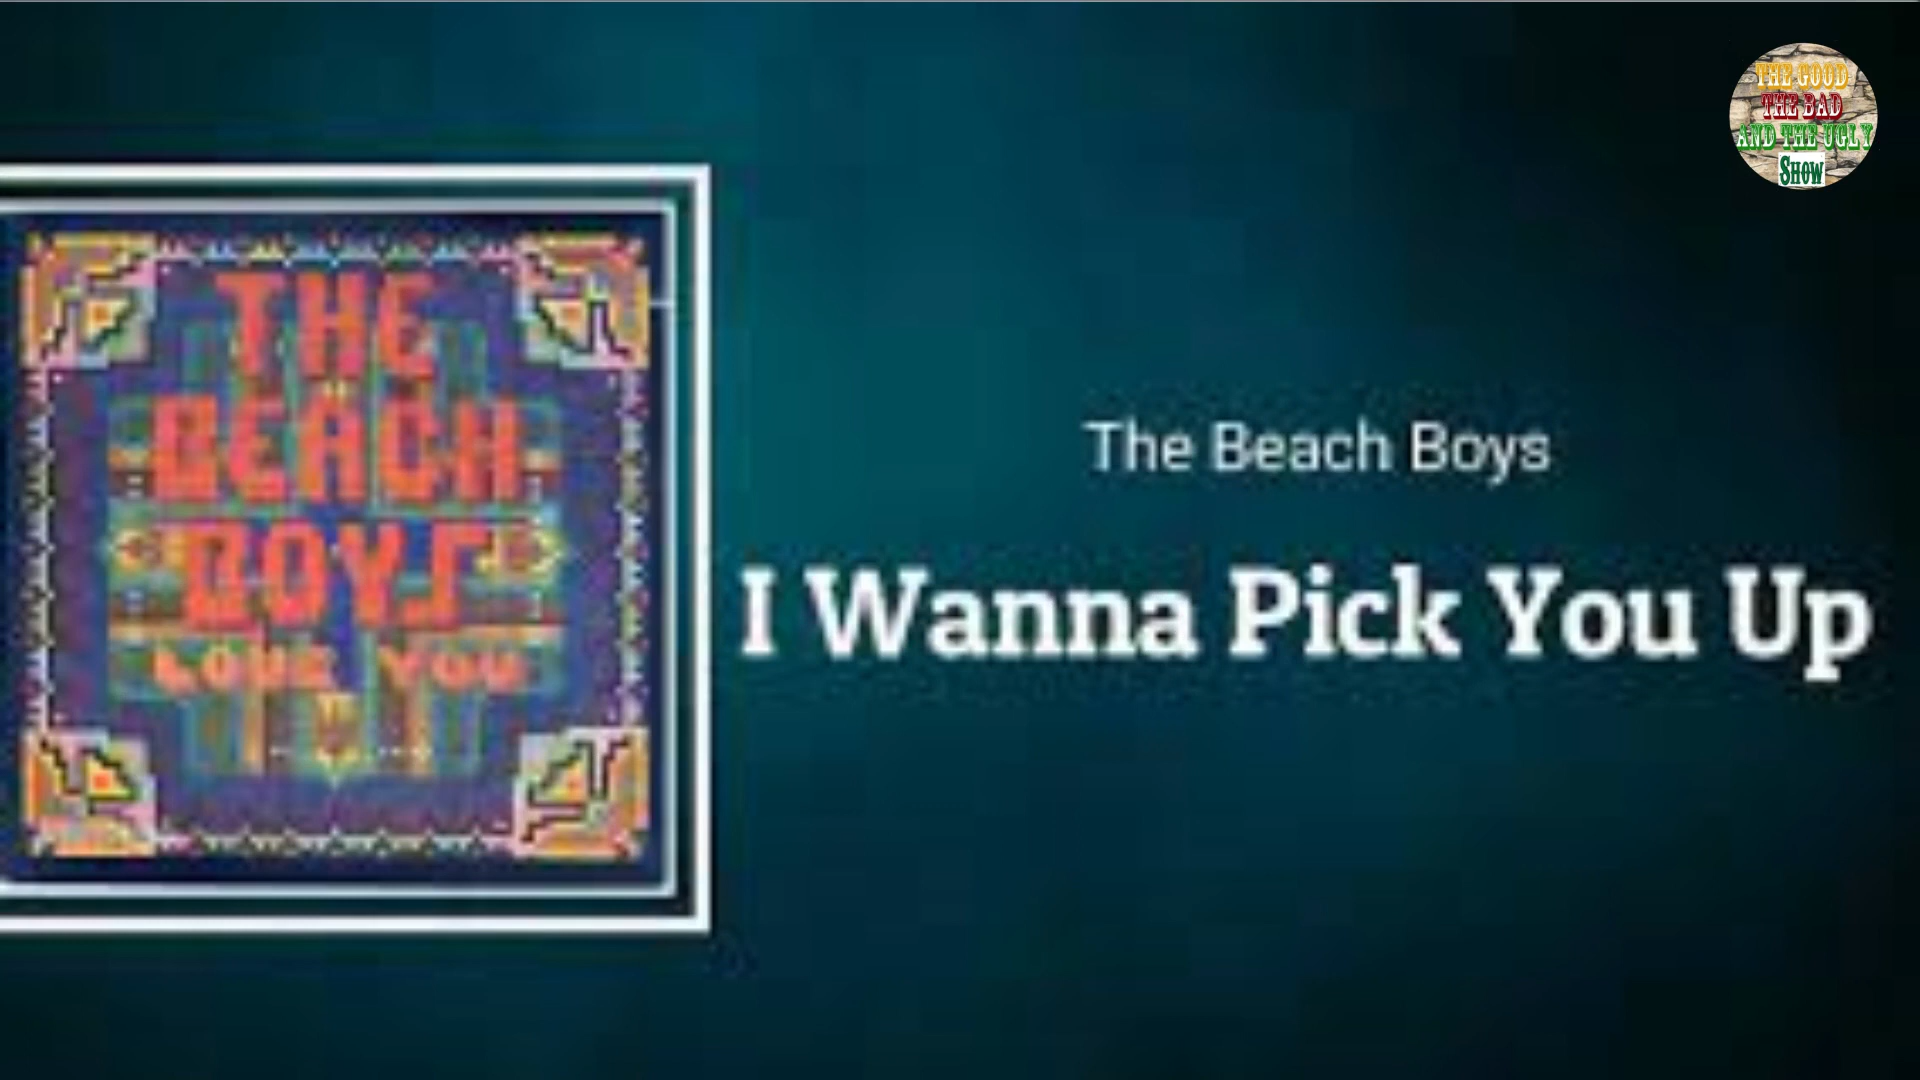 THE GOOD
THE BAD
AND THE UGLY
SHOW
THE
BEACH
BOYS
LOVE YOU
The Beach Boys
I Wanna Pick You Up